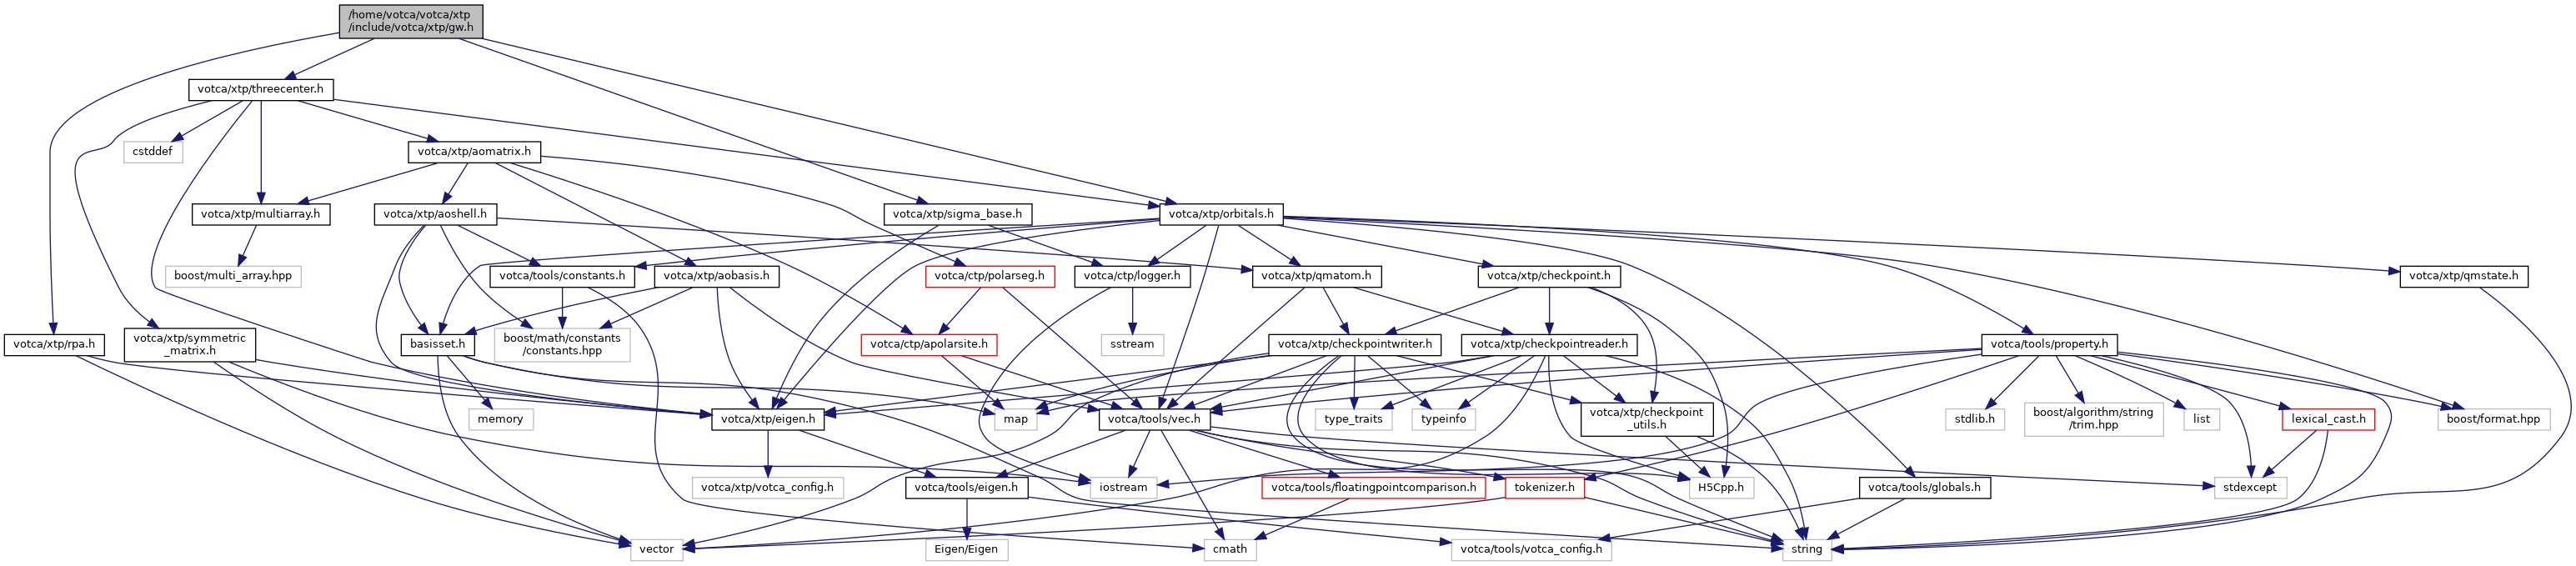 /home/votca/votca/xtp
/include/votca/xtp/gw.h
votca/xtp/threecenter.h
cstddef
votca/xtp/aomatrix.h
votca/xtp/multiarray.h
votca/xtp/aoshell.h
votca/xtp/sigma_base.h
votca/xtp/orbitals.h
boost/multi_array.hpp
votca/tools/constants.h
votca/xtp/aobasis.h
votca/ctp/polarseg.h
votca/ctp/logger.h
votca/xtp/qmatom.h
votca/xtp/checkpoint.h
votca/xtp/qmstate.h
votca/xtp/rpa.h
votca/xtp/symmetric
_matrix.h
basisset.h
boost/math/constants
/constants.hpp
votca/ctp/apolarsite.h
sstream
votca/xtp/checkpointwriter.h
votca/xtp/checkpointreader.h
votca/tools/property.h
memory
votca/xtp/eigen.h
map
votca/tools/vec.h
type_traits
typeinfo
votca/xtp/checkpoint
_utils.h
stdlib.h
boost/algorithm/string
/trim.hpp
list
lexical_cast.h
boost/format.hpp
votca/xtp/votca_config.h
votca/tools/eigen.h
iostream
votca/tools/floatingpointcomparison.h
tokenizer.h
H5Cpp.h
votca/tools/globals.h
stdexcept
vector
Eigen/Eigen
votca/tools/votca_config.h
cmath
string